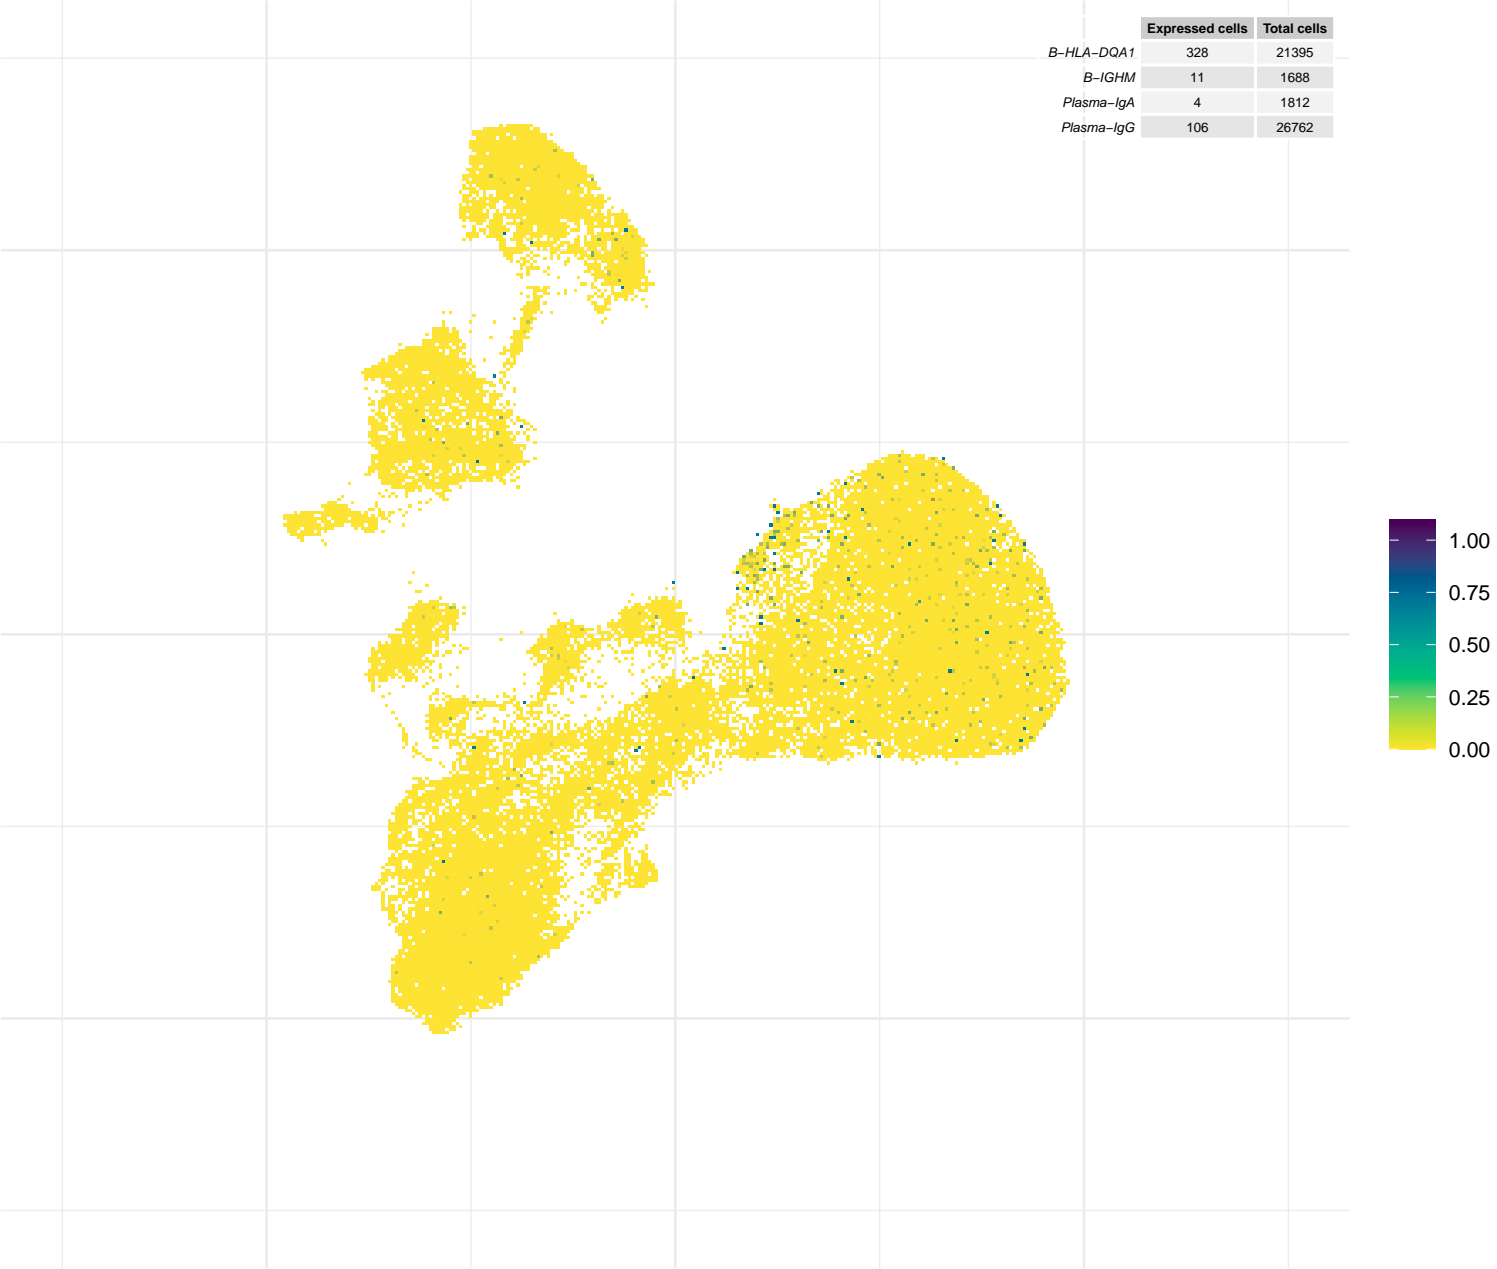 Expressed cells Total cells
B−HLA−DQA1 328 21395
B−IGHM 11 1688
Plasma−IgA 4 1812
Plasma−IgG 106 26762
1.00
0.75
0.50
0.25
0.00